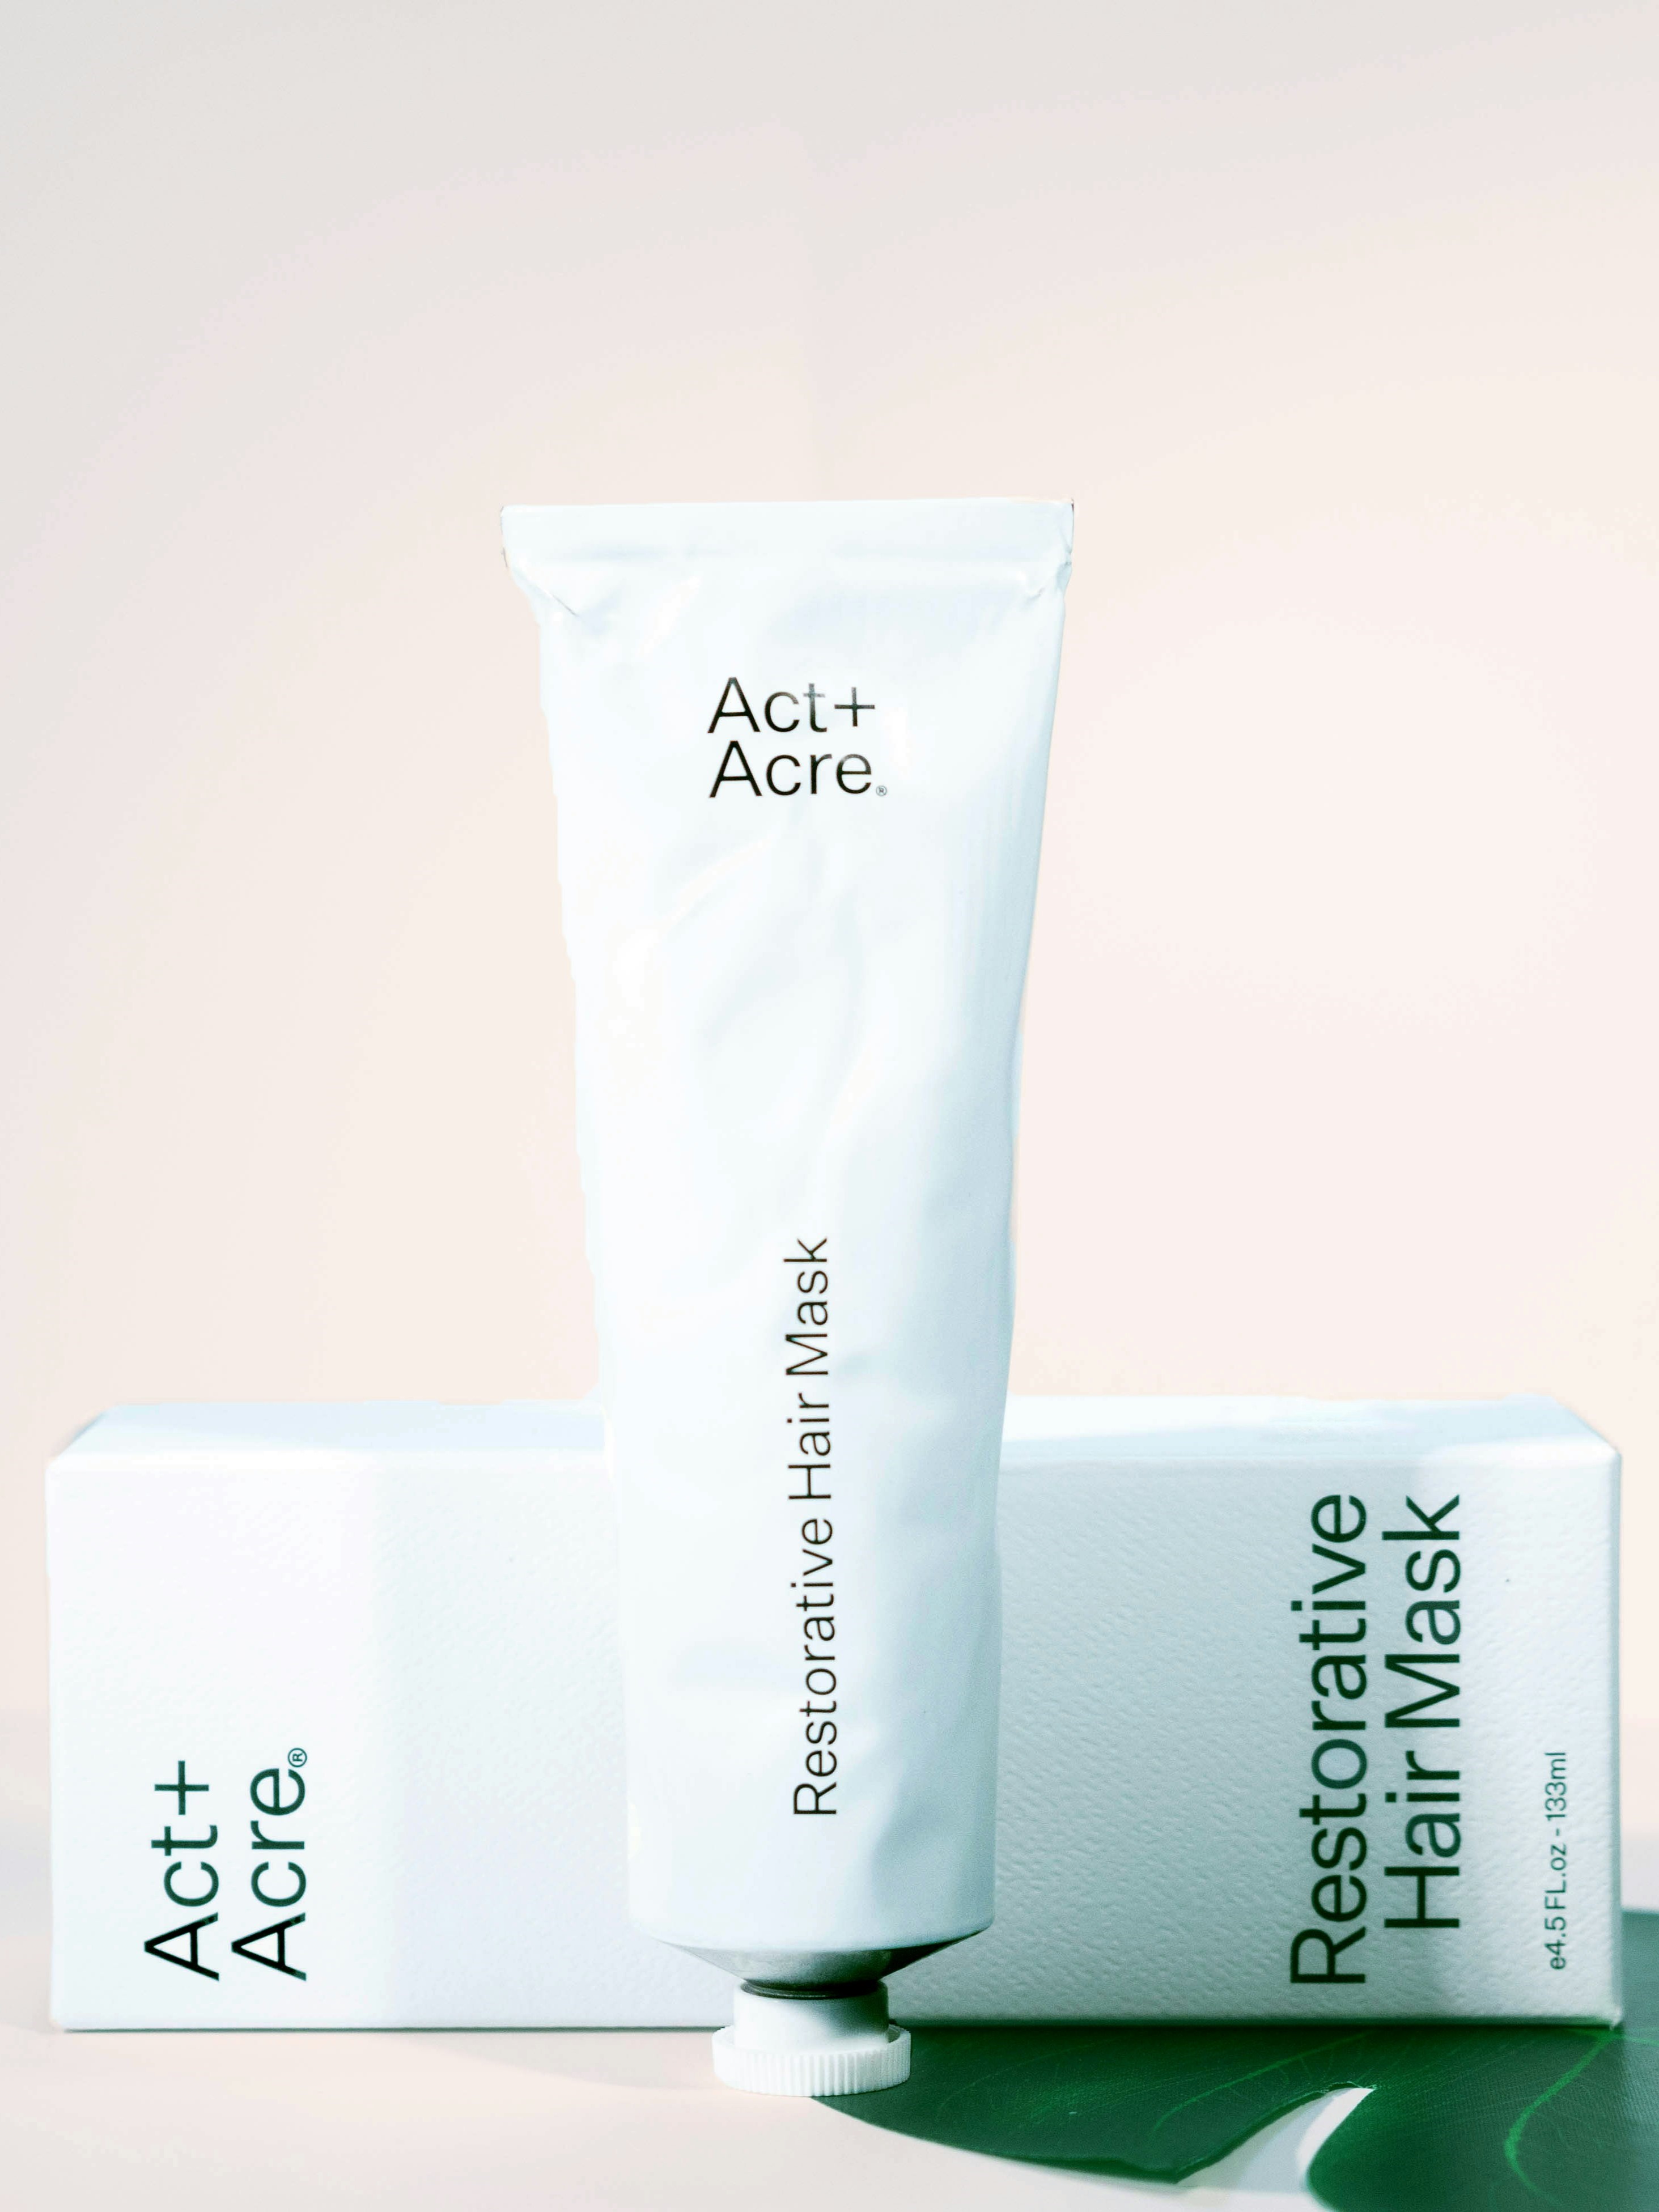 Act+
Acre®
Restorative Hair Mask
Act+
Acre®
Restorative
Hair Mask
e4.5 FL.oz - 133ml